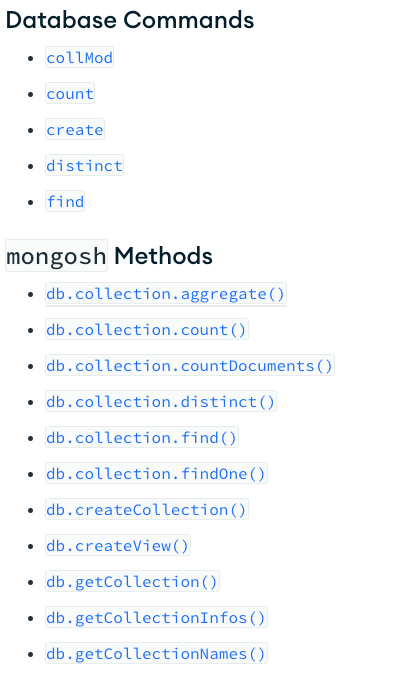 Database Commands
collMod
count
create
distinct
find
mongosh Methods
db.collection.aggregate()
db.collection.count()
db.collection.countDocuments()
db.collection.distinct()
db.collection.find()
db.collection.findOne()
db.createCollection()
db.createView()
db.getCollection()
db.getCollectionInfos()
db.getCollectionNames()